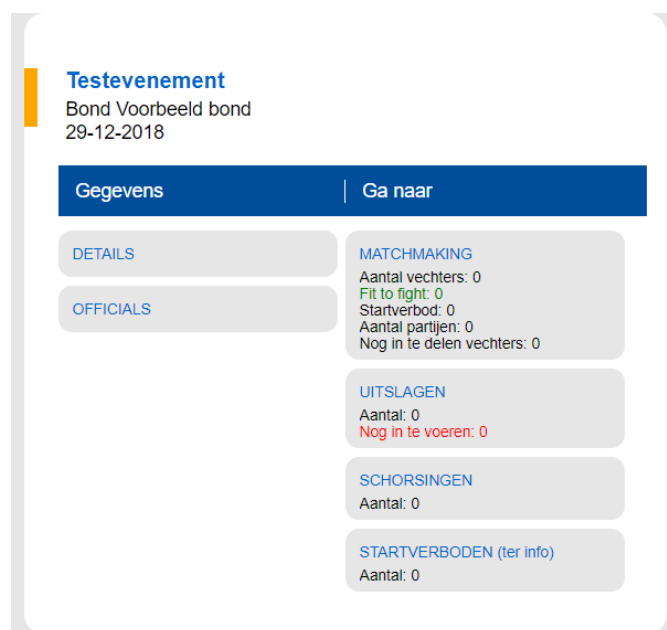 Testevenement
Bond Voorbeeld bond
29-12-2018
Gegevens
Ga naar
DETAILS
OFFICIALS
MATCHMAKING
Aantal vechters: 0
Fit to fight: 0
Startverbod: 0
Aantal partijen: 0
Nog in te delen vechters: 0
UITSLAGEN
Aantal: 0
Nog in te voeren: 0
SCHORSINGEN
Aantal: 0
STARTVERBODEN (ter info)
Aantal: 0